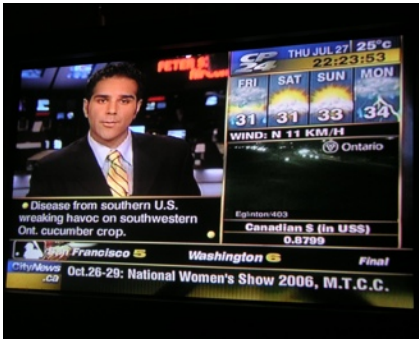 CP 24
THU JUL 27
25°c
22:23:53
FRI SAT SUN MON
31 31 33 34
WIND: N 11 KM/H
Ontario
Eglinton/403
Canadian $ (in US$)
0.8799
Disease from southern U.S.
wreaking havoc on southwestern
Ont. cucumber crop.
Francisco 5 Washington 6 Final
CityNews
.ca
Oct.26-29: National Women's Show 2006, M.T.C.C.